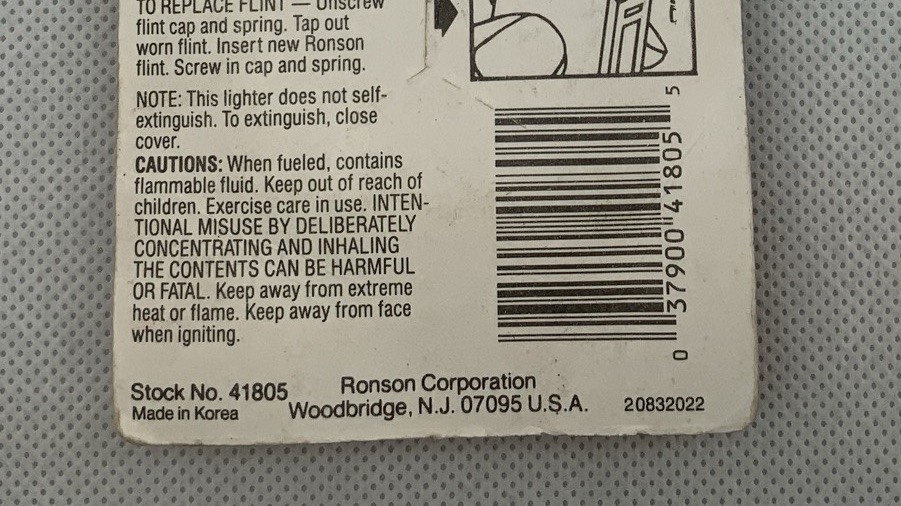 TO REPLACE FLINT — Unscrew
flint cap and spring. Tap out
worn flint. Insert new Ronson
flint. Screw in cap and spring.
NOTE: This lighter does not self-
extinguish. To extinguish, close
cover.
CAUTIONS: When fueled, contains
flammable fluid. Keep out of reach of
children. Exercise care in use. INTEN-
TIONAL MISUSE BY DELIBERATELY
CONCENTRATING AND INHALING
THE CONTENTS CAN BE HARMFUL
OR FATAL. Keep away from extreme
heat or flame. Keep away from face
when igniting.
0 37900 41805 5
Stock No. 41805
Made in Korea
Ronson Corporation
Woodbridge, N.J. 07095 U.S.A.
20832022